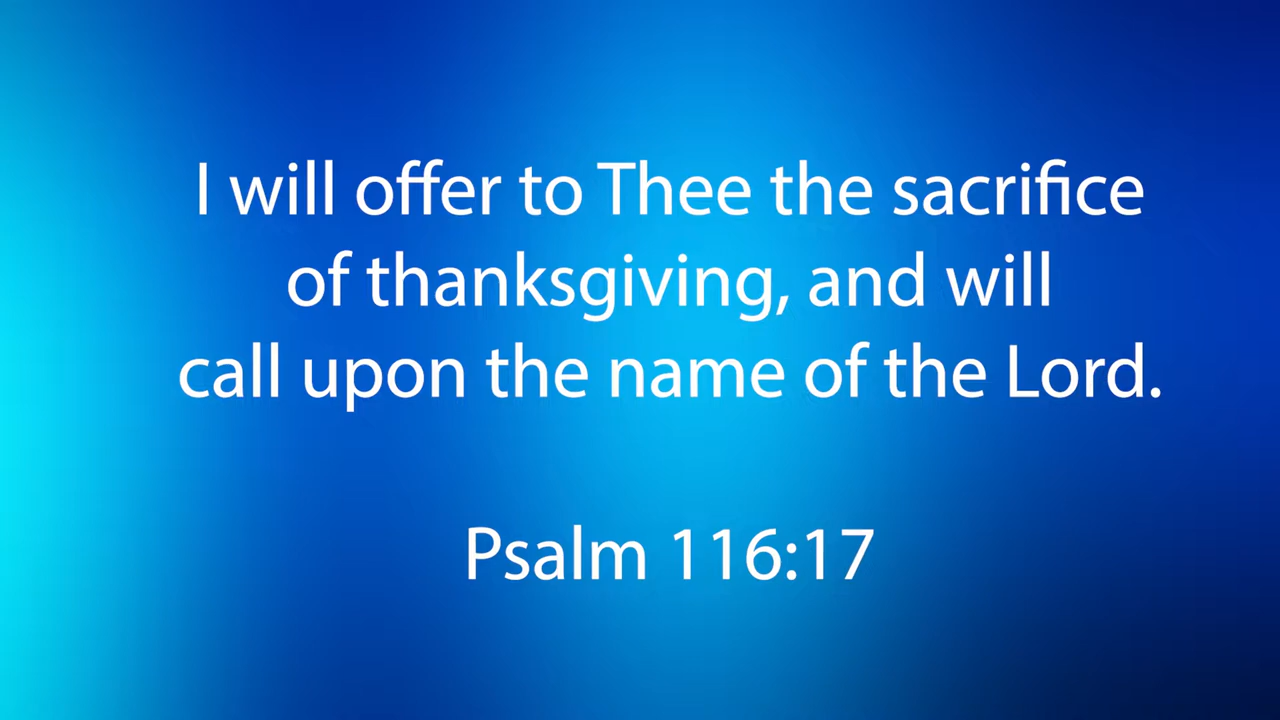 I will offer to Thee the sacrifice
of thanksgiving, and will
call upon the name of the Lord.
Psalm 116:17